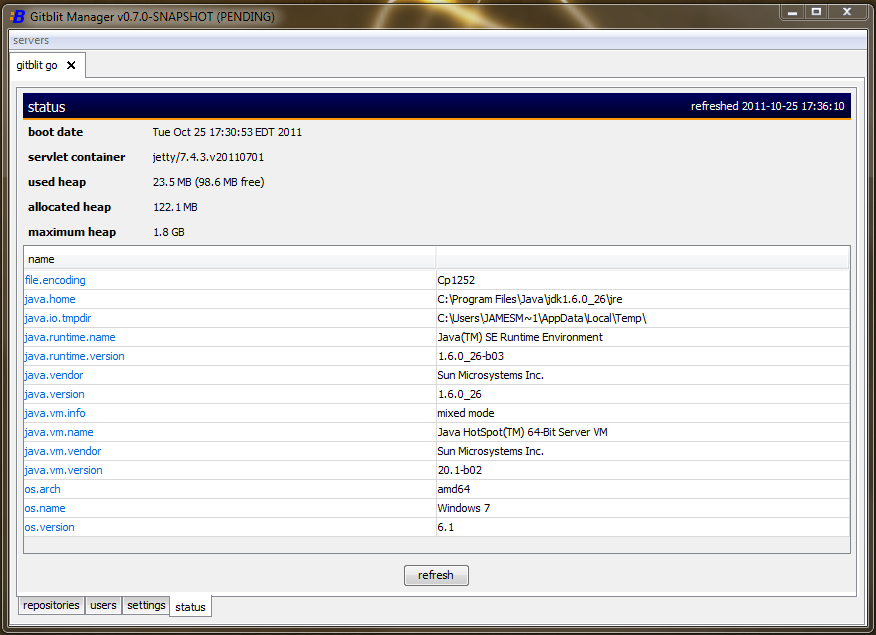 Gitblit Manager v0.7.0-SNAPSHOT (PENDING)
servers
gitblit go
status refreshed 2011-10-25 17:36:10
boot date Tue Oct 25 17:30:53 EDT 2011
servlet container jetty/7.4.3.v20110701
used heap 23.5 MB (98.6 MB free)
allocated heap 122.1 MB
maximum heap 1.8 GB
name
file.encoding Cp1252
java.home C:\Program Files\Java\jdk1.6.0_26\jre
java.io.tmpdir C:\Users\JAMESM~1\AppData\Local\Temp\
java.runtime.name Java(TM) SE Runtime Environment
java.runtime.version 1.6.0_26-b03
java.vendor Sun Microsystems Inc.
java.version 1.6.0_26
java.vm.info mixed mode
java.vm.name Java HotSpot(TM) 64-Bit Server VM
java.vm.vendor Sun Microsystems Inc.
java.vm.version 20.1-b02
os.arch amd64
os.name Windows 7
os.version 6.1
refresh
repositories users settings status